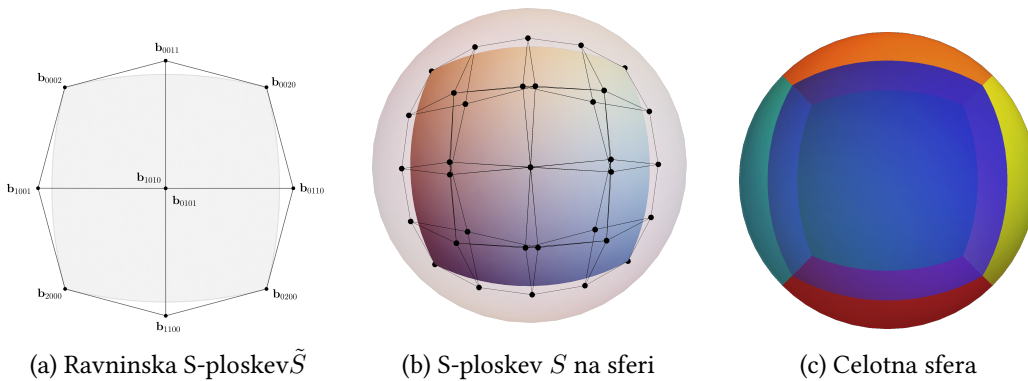 b₀₀₁₁
b₀₀₀₂
b₀₀₂₀
b₁₀₁₀
b₁₀₀₁
b₀₁₁₀
b₀₁₀₁
b₂₀₀₀
b₀₂₀₀
b₁₁₀₀
(a) Ravninska S-ploskev S̃
(b) S-ploskev S na sferi
(c) Celotna sfera